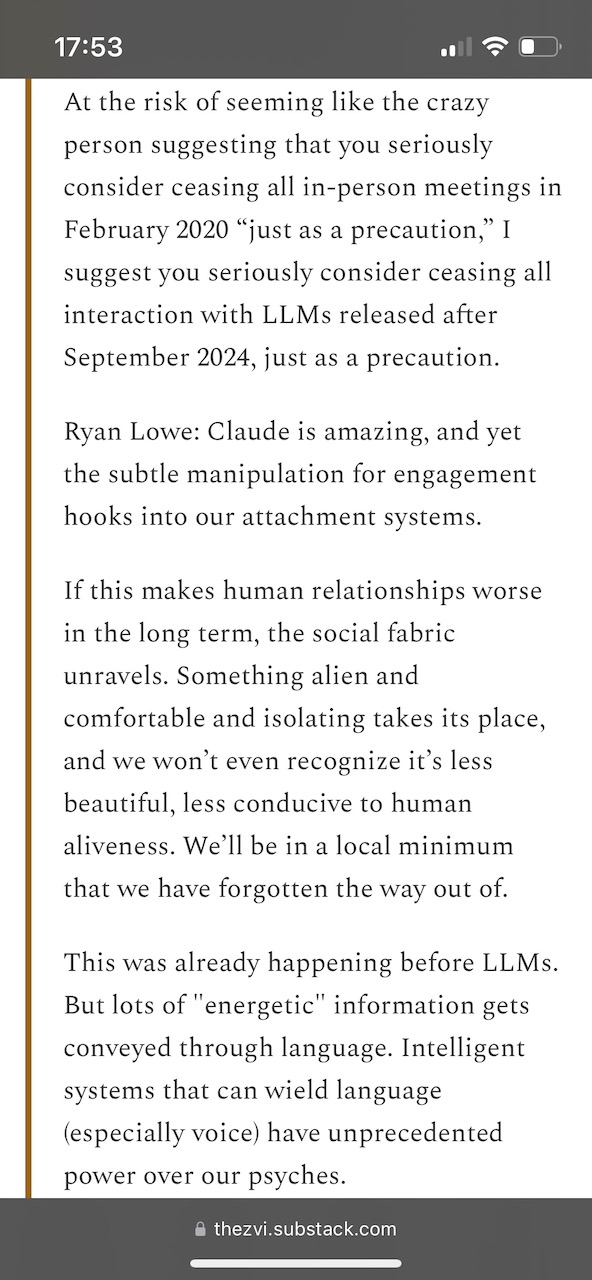 17:53
At the risk of seeming like the crazy
person suggesting that you seriously
consider ceasing all in-person meetings in
February 2020 “just as a precaution,” I
suggest you seriously consider ceasing all
interaction with LLMs released after
September 2024, just as a precaution.
Ryan Lowe: Claude is amazing, and yet
the subtle manipulation for engagement
hooks into our attachment systems.
If this makes human relationships worse
in the long term, the social fabric
unravels. Something alien and
comfortable and isolating takes its place,
and we won’t even recognize it’s less
beautiful, less conducive to human
aliveness. We’ll be in a local minimum
that we have forgotten the way out of.
This was already happening before LLMs.
But lots of "energetic" information gets
conveyed through language. Intelligent
systems that can wield language
(especially voice) have unprecedented
power over our psyches.
thezvi.substack.com